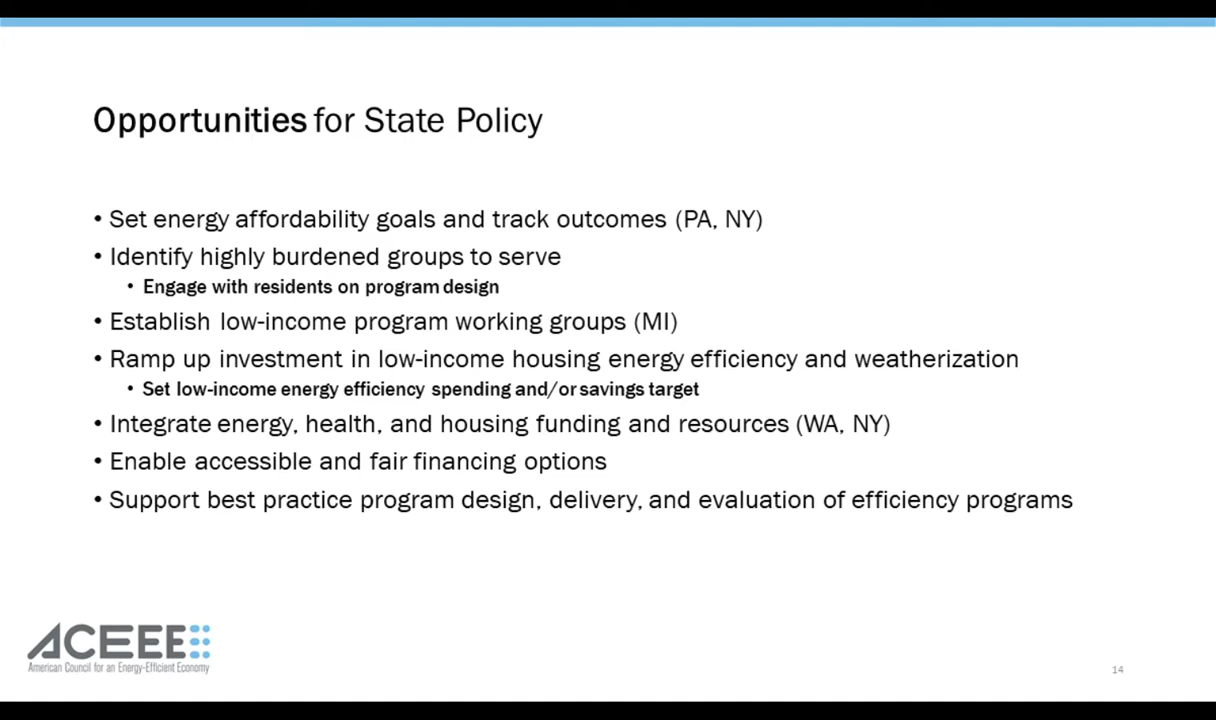 Opportunities for State Policy
• Set energy affordability goals and track outcomes (PA, NY)
• Identify highly burdened groups to serve
• Engage with residents on program design
• Establish low-income program working groups (MI)
• Ramp up investment in low-income housing energy efficiency and weatherization
• Set low-income energy efficiency spending and/or savings target
• Integrate energy, health, and housing funding and resources (WA, NY)
• Enable accessible and fair financing options
• Support best practice program design, delivery, and evaluation of efficiency programs
ACEEE
American Council for an Energy-Efficient Economy
14